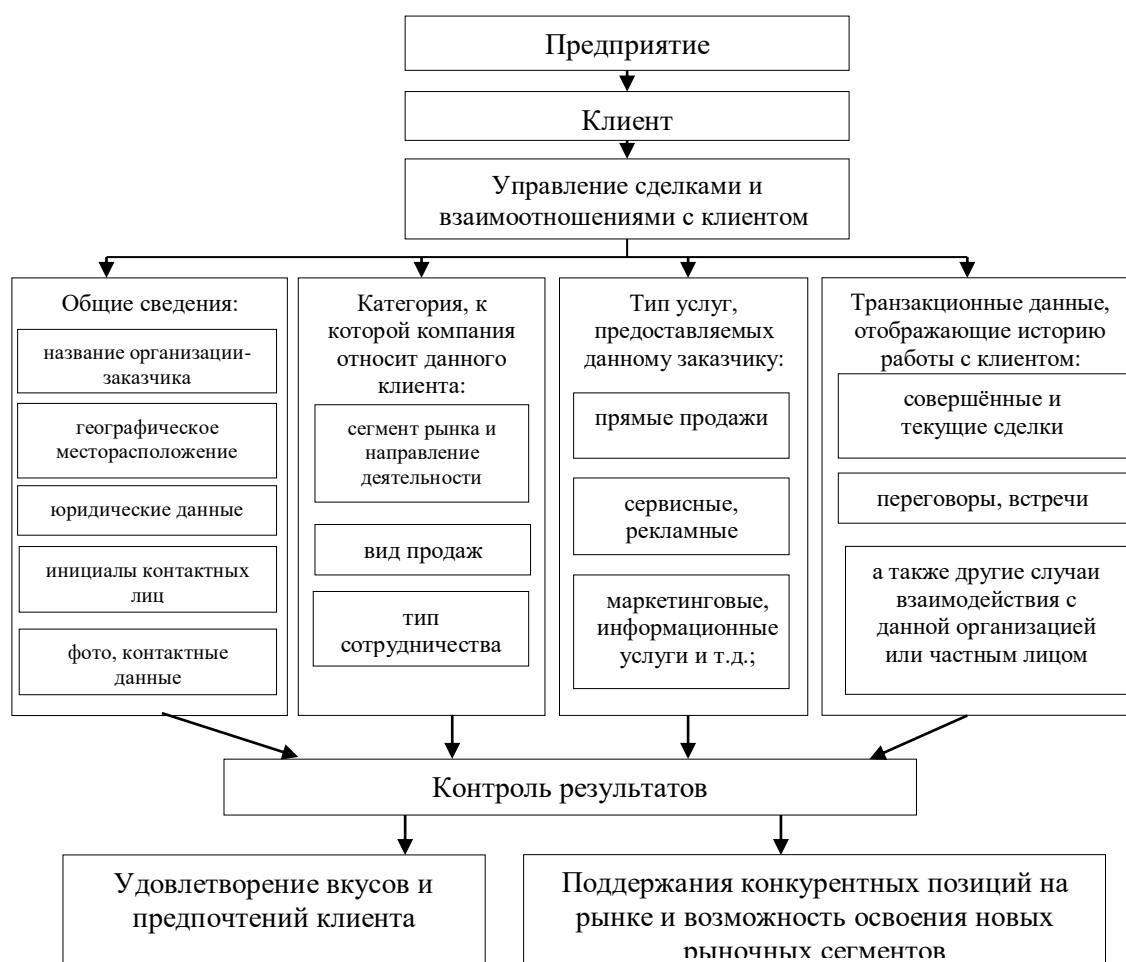 Предприятие
Клиент
Управление сделками и
взаимоотношениями с клиентом
Общие сведения:
название организации-
заказчика
географическое
месторасположение
юридические данные
инициалы контактных
лиц
фото, контактные
данные
Категория, к
которой компания
относит данного
клиента:
сегмент рынка и
направление
деятельности
вид продаж
тип
сотрудничества
Тип услуг,
предоставляемых
данному заказчику:
прямые продажи
сервисные,
рекламные
маркетинговые,
информационные
услуги и т.д.;
Транзакционные данные,
отображающие историю
работы с клиентом:
совершённые и
текущие сделки
переговоры, встречи
а также другие случаи
взаимодействия с
данной организацией
или частным лицом
Контроль результатов
Удовлетворение вкусов и
предпочтений клиента
Поддержания конкурентных позиций на
рынке и возможность освоения новых
рыночных сегментов